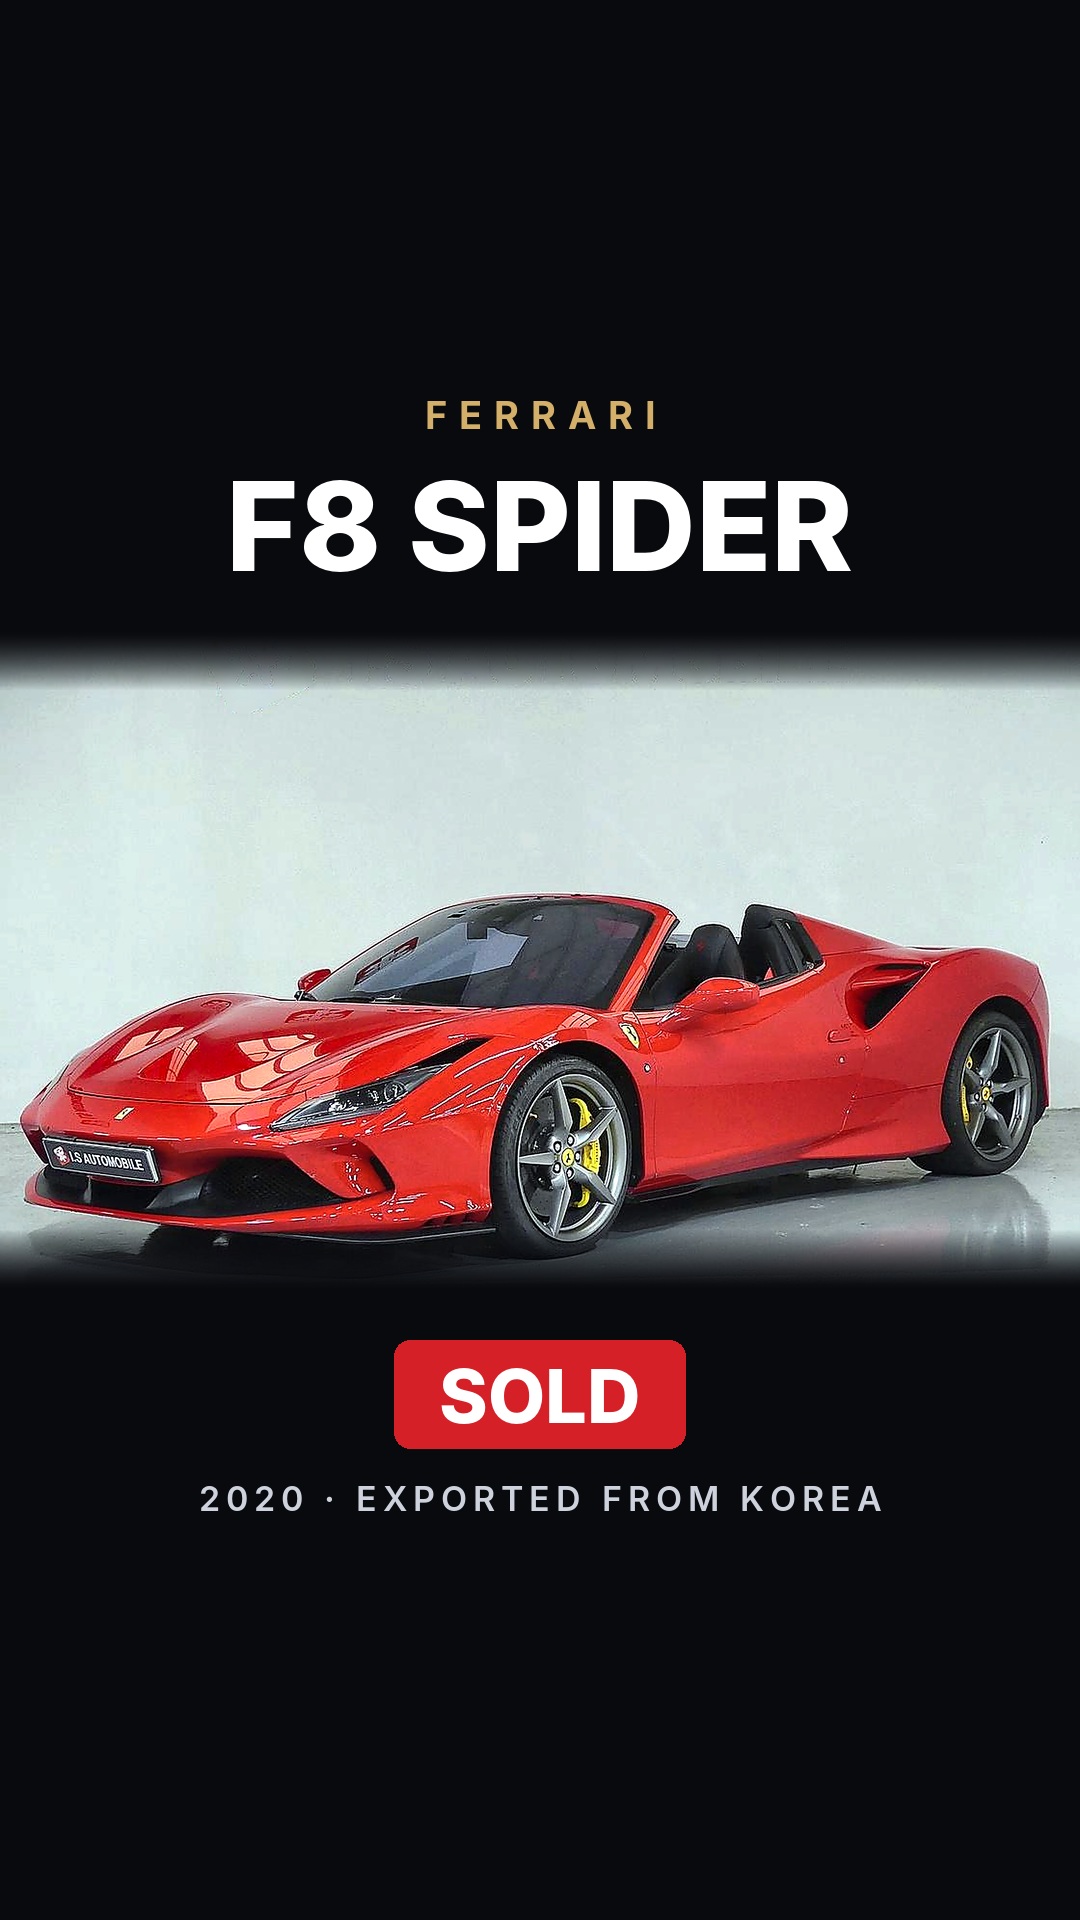 FERRARI
F8 SPIDER
I.S AUTOMOBILE
SOLD
2020 · EXPORTED FROM KOREA